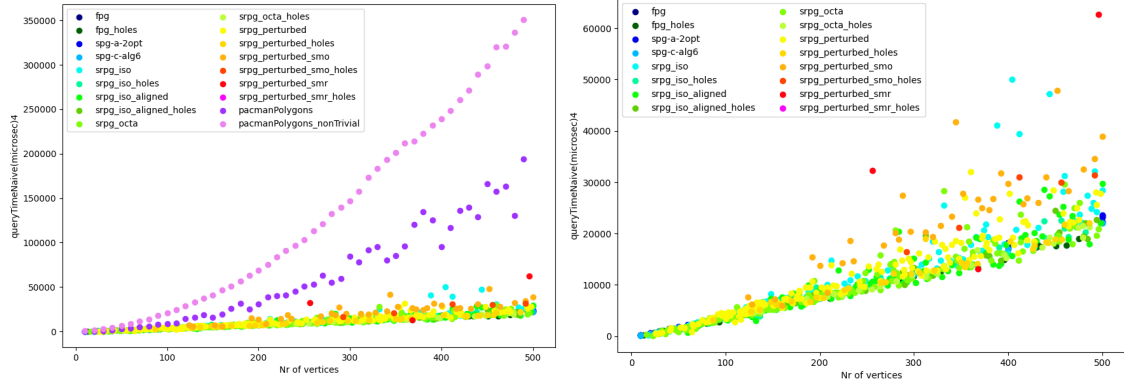 350000
300000
250000
200000
150000
100000
50000
0
queryTimeNaive(microsec)4
100
200
300
400
500
Nr of vertices
fpg
fpg_holes
spg-a-2opt
spg-c-alg6
srpg_iso
srpg_iso_holes
srpg_iso_aligned
srpg_iso_aligned_holes
srpg_octa
srpg_octa_holes
srpg_perturbed
srpg_perturbed_holes
srpg_perturbed_smo
srpg_perturbed_smo_holes
srpg_perturbed_smr
srpg_perturbed_smr_holes
pacmanPolygons
pacmanPolygons_nonTrivial
60000
50000
40000
30000
20000
10000
0
queryTimeNaive(microsec)4
0
100
200
300
400
500
Nr of vertices
fpg
fpg_holes
spg-a-2opt
spg-c-alg6
srpg_iso
srpg_iso_holes
srpg_iso_aligned
srpg_iso_aligned_holes
srpg_octa
srpg_octa_holes
srpg_perturbed
srpg_perturbed_holes
srpg_perturbed_smo
srpg_perturbed_smo_holes
srpg_perturbed_smr
srpg_perturbed_smr_holes